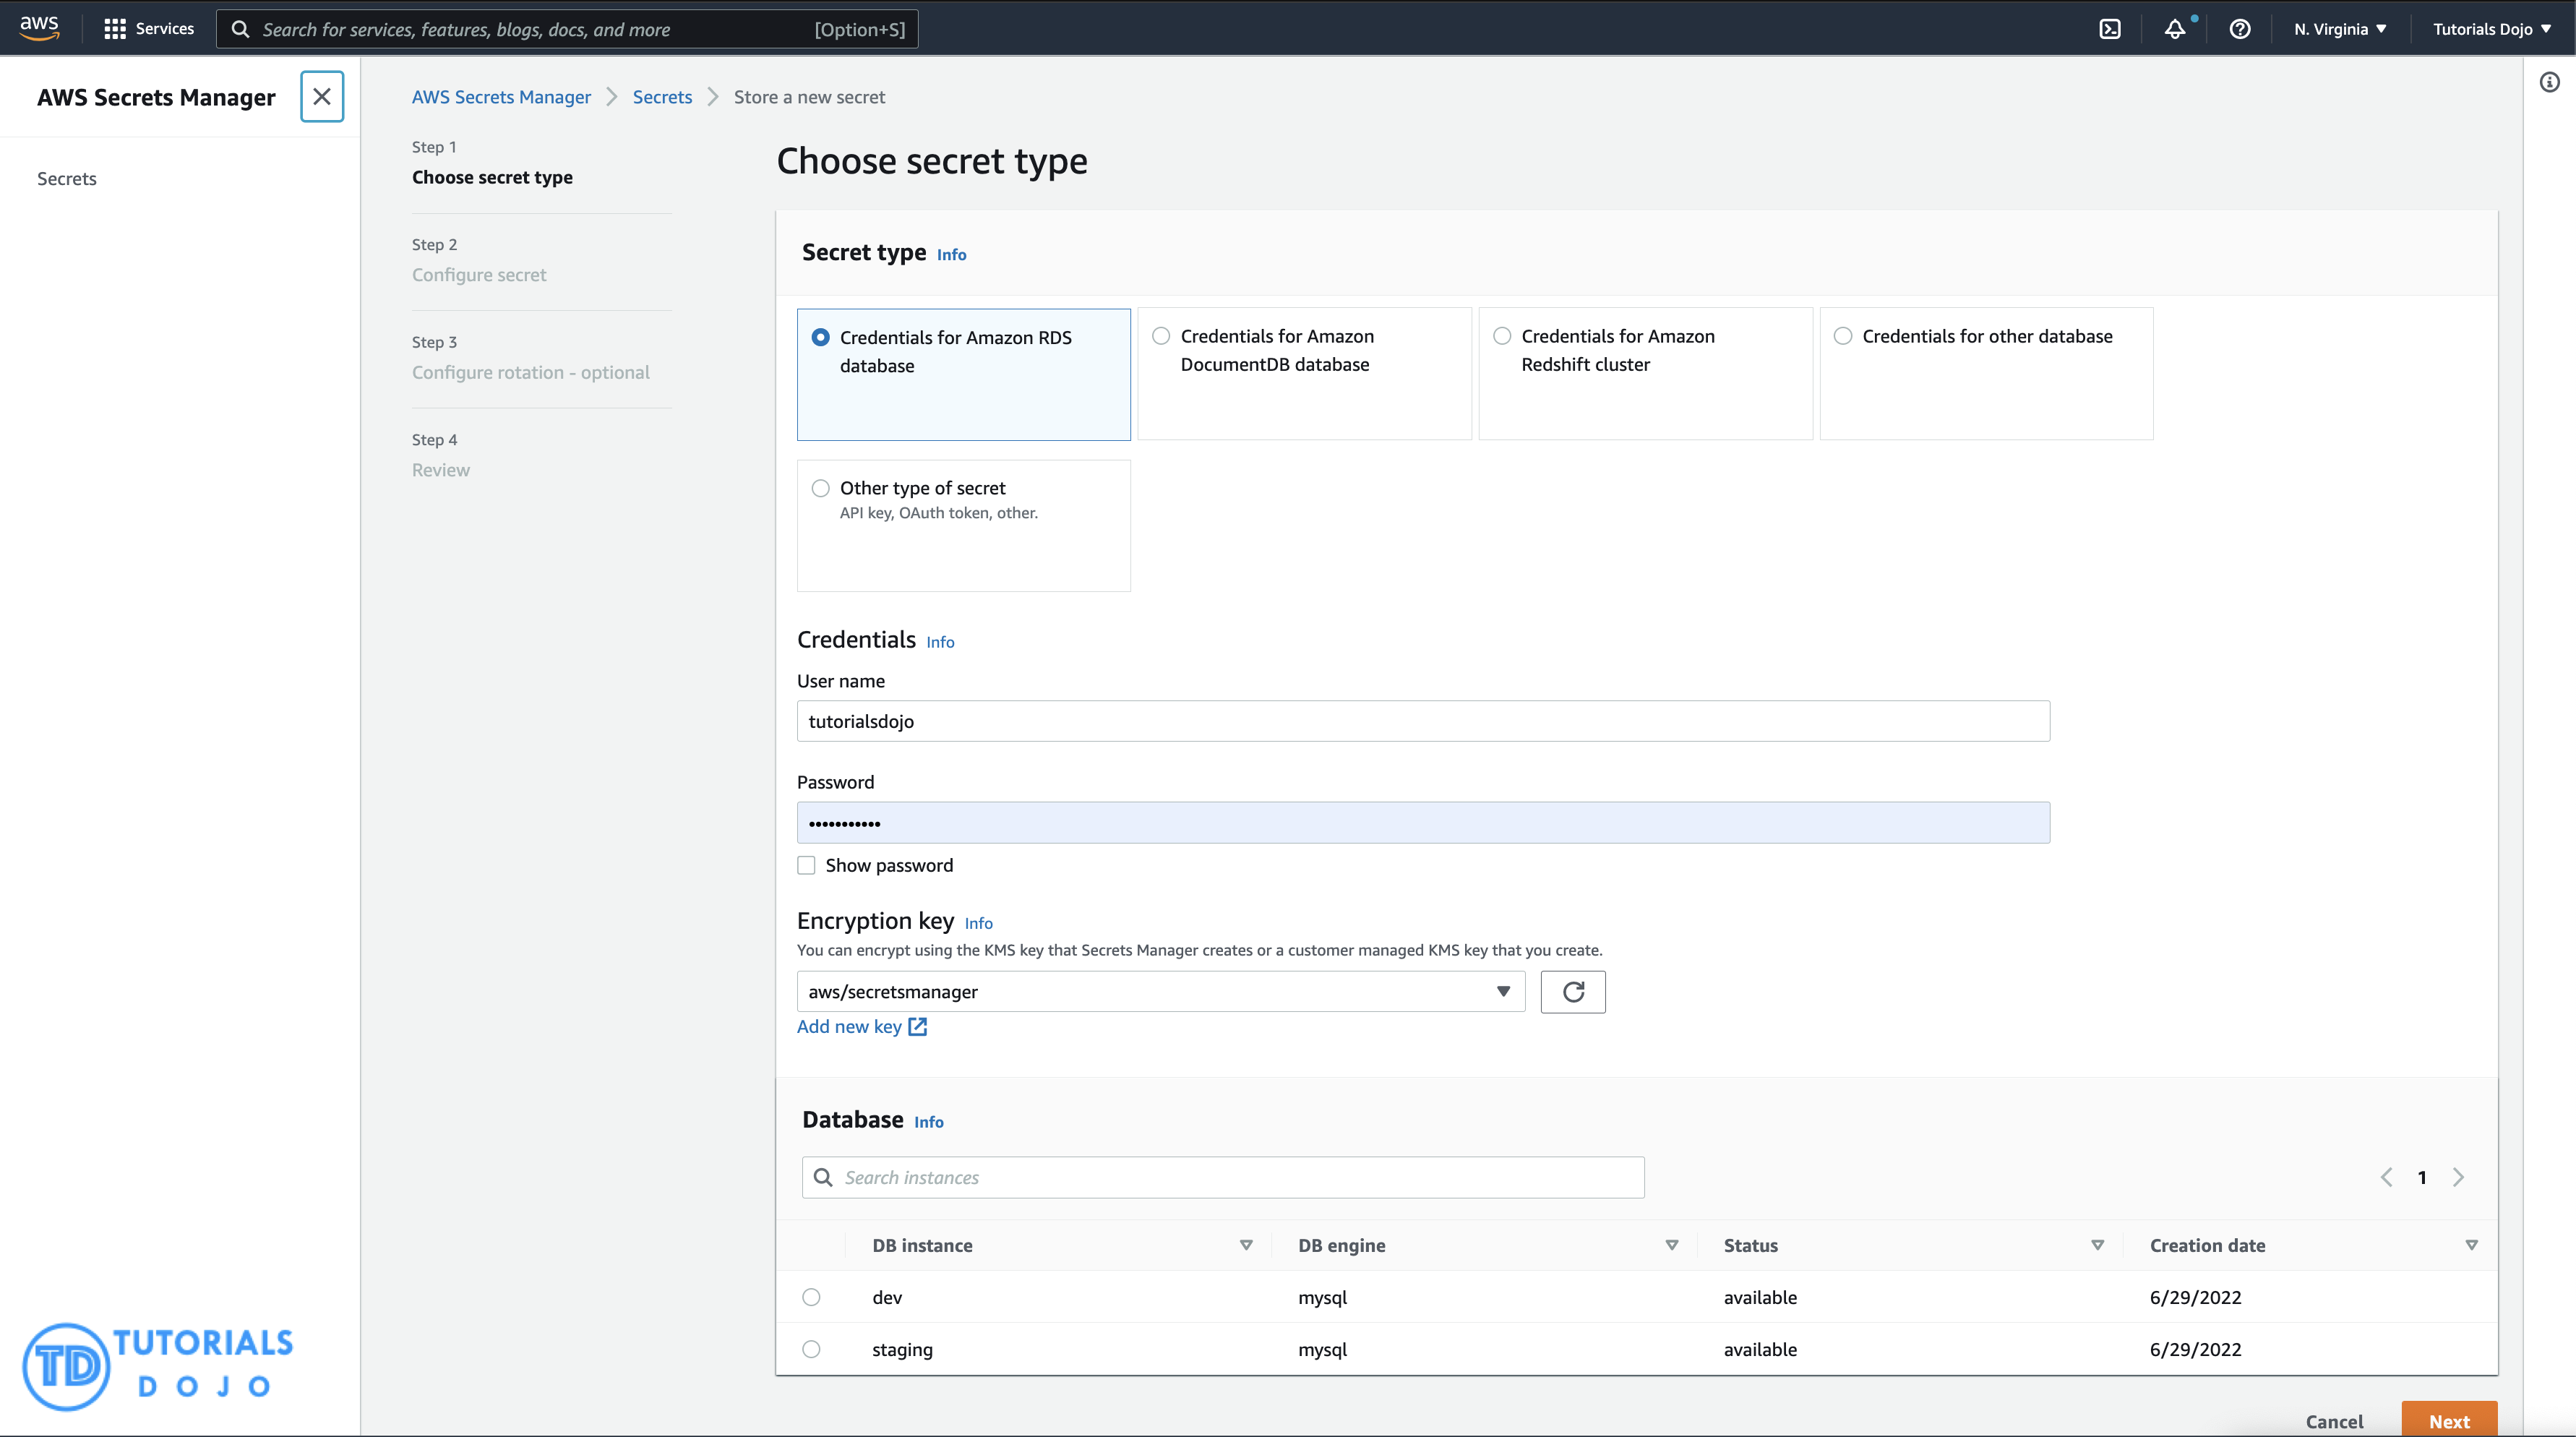 aws
Services
Search for services, features, blogs, docs, and more
[Option+S]
N. Virginia
Tutorials Dojo
AWS Secrets Manager
Secrets
AWS Secrets Manager
Secrets
Store a new secret
Step 1
Choose secret type
Step 2
Configure secret
Step 3
Configure rotation - optional
Step 4
Review
Choose secret type
Secret type Info
Credentials for Amazon RDS
database
Credentials for Amazon
DocumentDB database
Credentials for Amazon
Redshift cluster
Credentials for other database
Other type of secret
API key, OAuth token, other.
Credentials Info
User name
tutorialsdojo
Password
•••••••••••
Show password
Encryption key Info
You can encrypt using the KMS key that Secrets Manager creates or a customer managed KMS key that you create.
aws/secretsmanager
Add new key
Database Info
Search instances
1
DB instance DB engine Status Creation date
dev mysql available 6/29/2022
staging mysql available 6/29/2022
Cancel
Next
TD TUTORIALS
DOJO